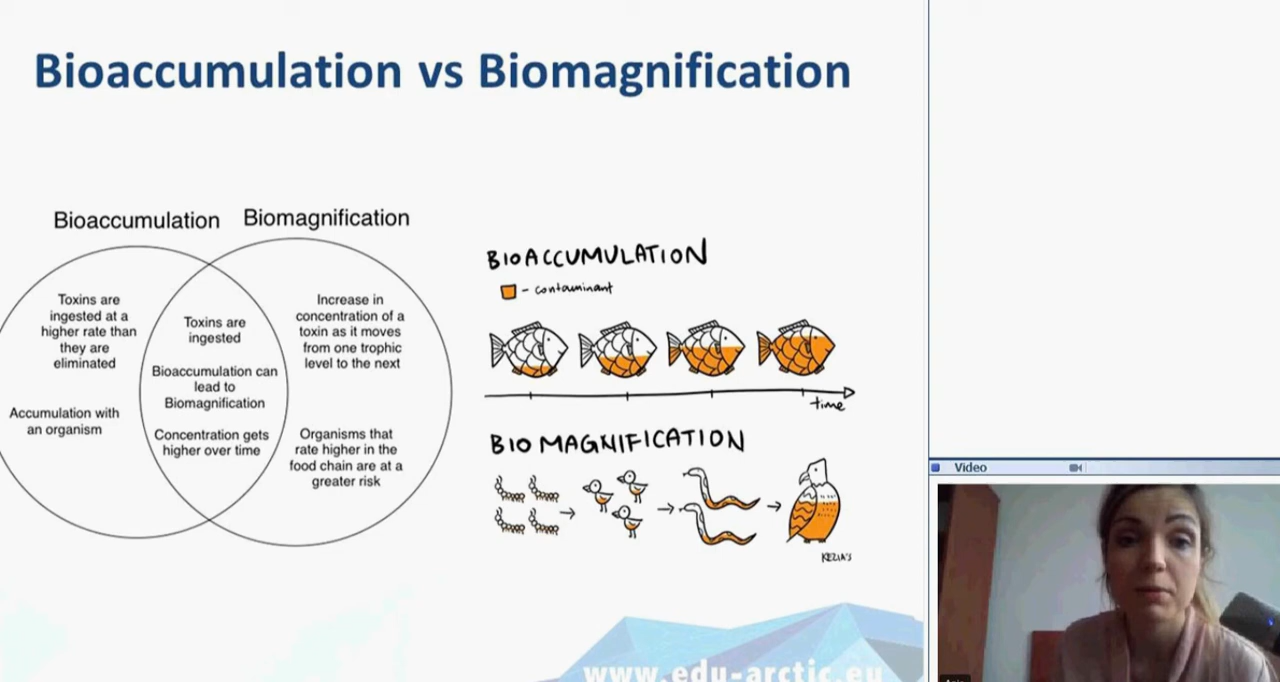 Bioaccumulation vs Biomagnification
Bioaccumulation
Biomagnification
Toxins are
ingested at a
higher rate than
they are
eliminated
Accumulation with
an organism
Toxins are
ingested
Bioaccumulation can
lead to
Biomagnification
Concentration gets
higher over time
Increase in
concentration of a
toxin as it moves
from one trophic
level to the next
Organisms that
rate higher in the
food chain are at a
greater risk
BIOACCUMULATION
- contaminant
time
BIOMAGNIFICATION
KEZIA'S
www.edu-arctic.eu
Video